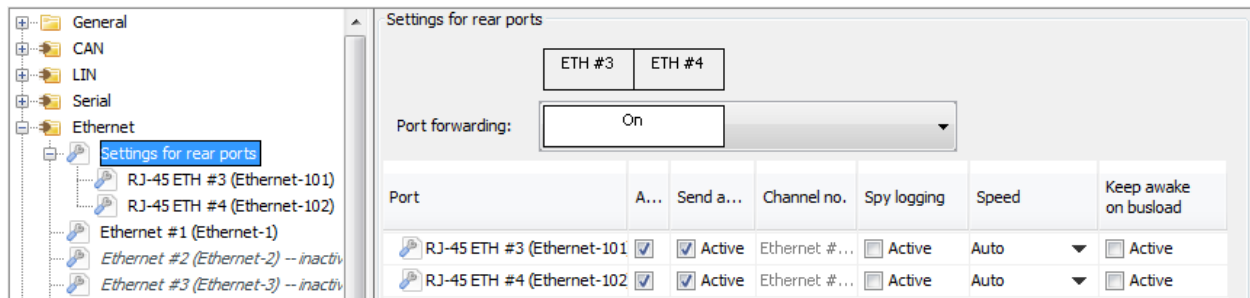 General
CAN
LIN
Serial
Ethernet
Settings for rear ports
RJ-45 ETH #3 (Ethernet-101)
RJ-45 ETH #4 (Ethernet-102)
Ethernet #1 (Ethernet-1)
Ethernet #2 (Ethernet-2) -- inactiv
Ethernet #3 (Ethernet-3) -- inactiv
Settings for rear ports
ETH #3 ETH #4
Port forwarding: On
Port A... Send a... Channel no. Spy logging Speed Keep awake
on busload
RJ-45 ETH #3 (Ethernet-101 Active Ethernet #... Active Auto Active
RJ-45 ETH #4 (Ethernet-102 Active Ethernet #... Active Auto Active